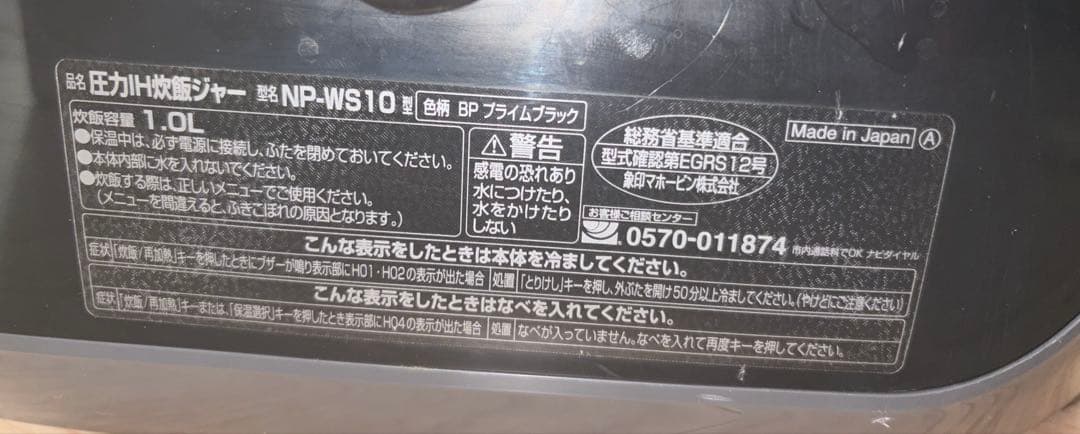 品名 圧力IH炊飯ジャー 型名 NP-WS10型 色柄 BP プライムブラック
炊飯容量 1.0L
●保温中は、必ず電源に接続し、ふたを閉めておいてください。
●本体内部に水を入れないでください。
●炊飯する際は、正しいメニューでご使用ください。
(メニューを間違えると、ふきこぼれの原因となります。)
⚠警告
感電の恐れあり
水につけたり、
水をかけたり
しない
総務省基準適合
型式確認第EGRS12号
象印マホービン株式会社
Made in Japan Ⓐ
お客様ご相談センター
0570-011874 市内通話料でOK ナビダイヤル
こんな表示をしたときは本体を冷ましてください。
症状 「炊飯/再加熱」キーを押したときにブザーが鳴り表示部にH01・H02の表示が出た場合 処置 「とりけし」キーを押し、外ぶたを開け50分以上冷ましてください。(やけどにご注意ください)
こんな表示をしたときはなべを入れてください。
症状 「炊飯/再加熱」キーまたは、「保温選択」キーを押したとき表示部にH04の表示が出た場合 処置 なべが入っていません。なべを入れて再度キーを押してください。